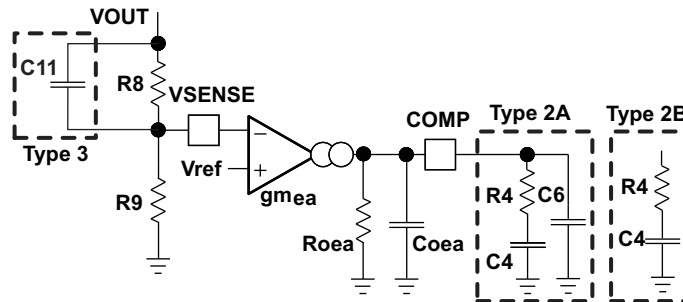 VOUT
C11
R8
VSENSE
COMP
Type 2A
Type 2B
Type 3
Vref
gmea
R9
R4
C6
R4
Roea
Coea
C4
C4